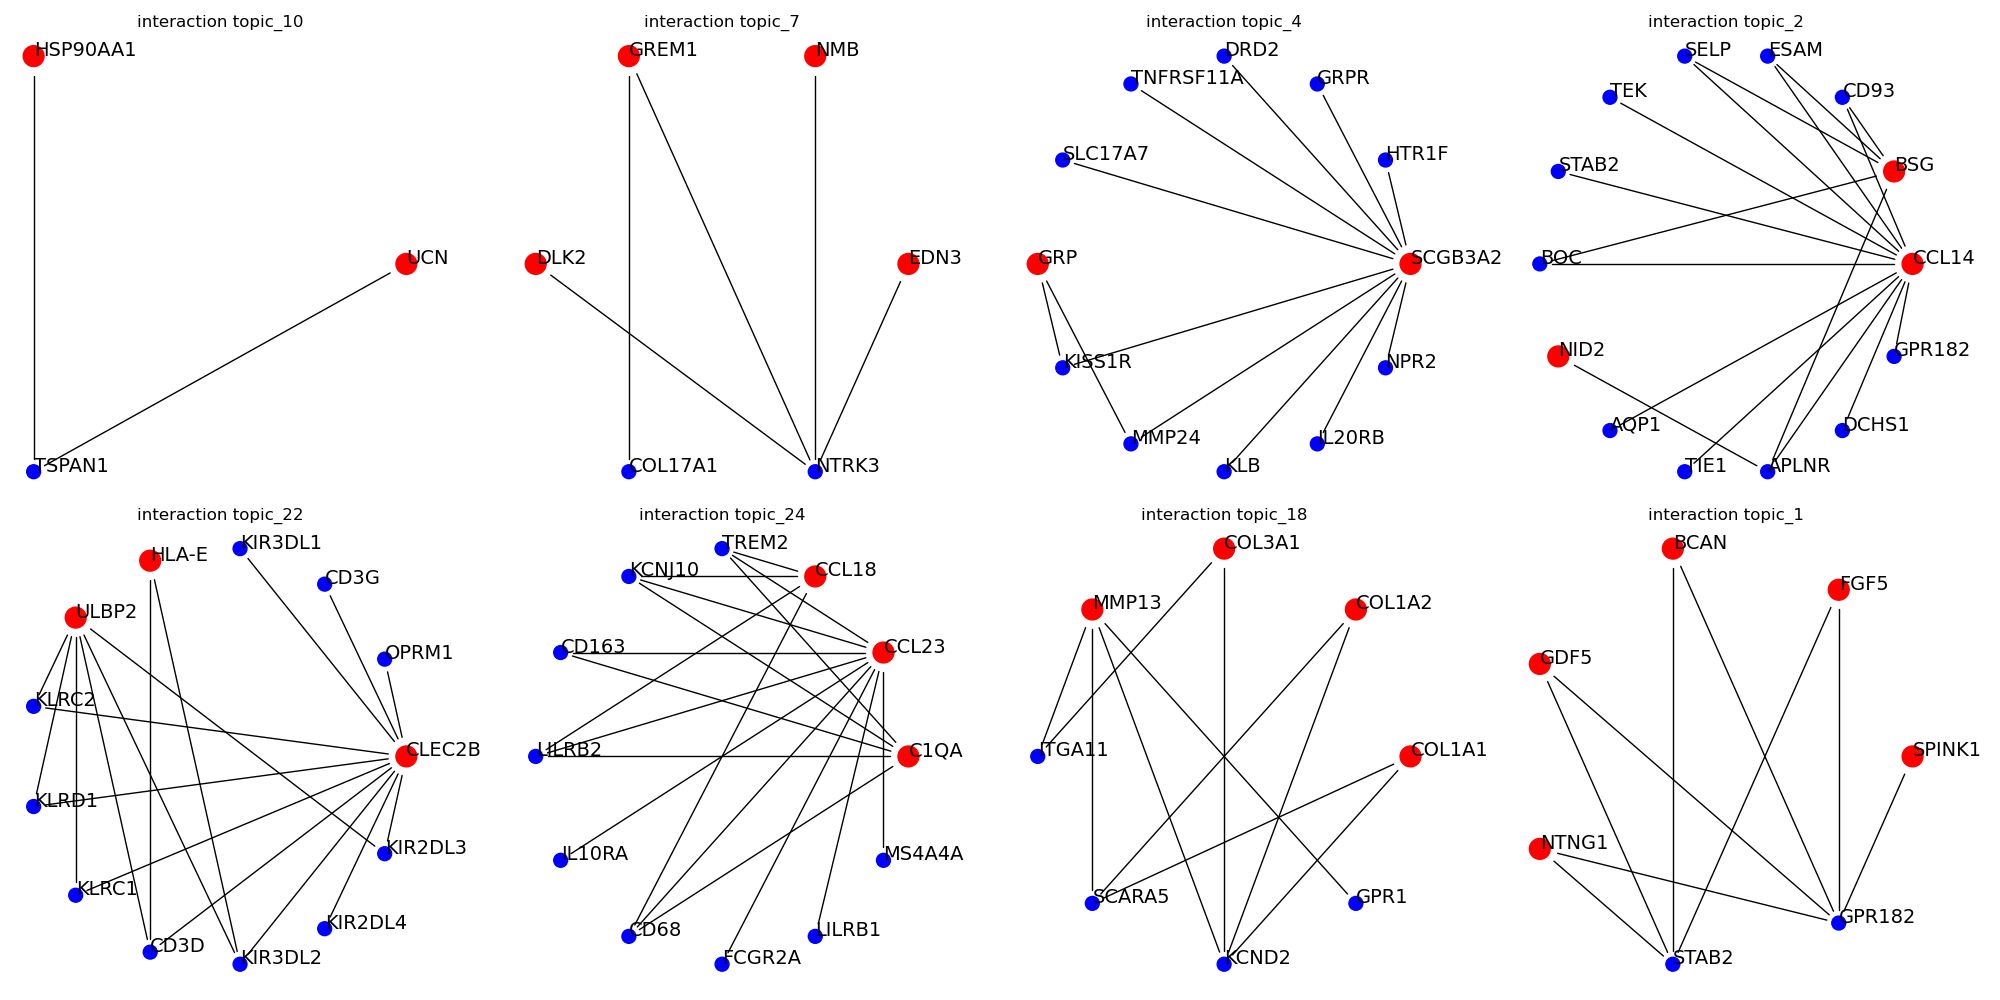 interaction topic_10
HSP90AA1
UCN
TSPAN1
interaction topic_7
GREM1
NMB
DLK2
EDN3
COL17A1
NTRK3
interaction topic_4
DRD2
TNFRSF11A
GRPR
SLC17A7
HTR1F
GRP
SCGB3A2
KISS1R
NPR2
MMP24
IL20RB
KLB
interaction topic_2
SELP
ESAM
TEK
CD93
STAB2
BSG
BOC
CCL14
NID2
GPR182
AQP1
DCHS1
TIE1
APLNR
interaction topic_22
KIR3DL1
HLA-E
CD3G
ULBP2
OPRM1
KLRC2
CLEC2B
KLRD1
KIR2DL3
KLRC1
KIR2DL4
CD3D
KIR3DL2
interaction topic_24
TREM2
KCNJ10
CCL18
CD163
CCL23
LILRB2
C1QA
IL10RA
MS4A4A
CD68
LILRB1
FCGR2A
interaction topic_18
COL3A1
MMP13
COL1A2
ITGA11
COL1A1
SCARA5
GPR1
KCND2
interaction topic_1
BCAN
FGF5
GDF5
SPINK1
NTNG1
GPR182
STAB2